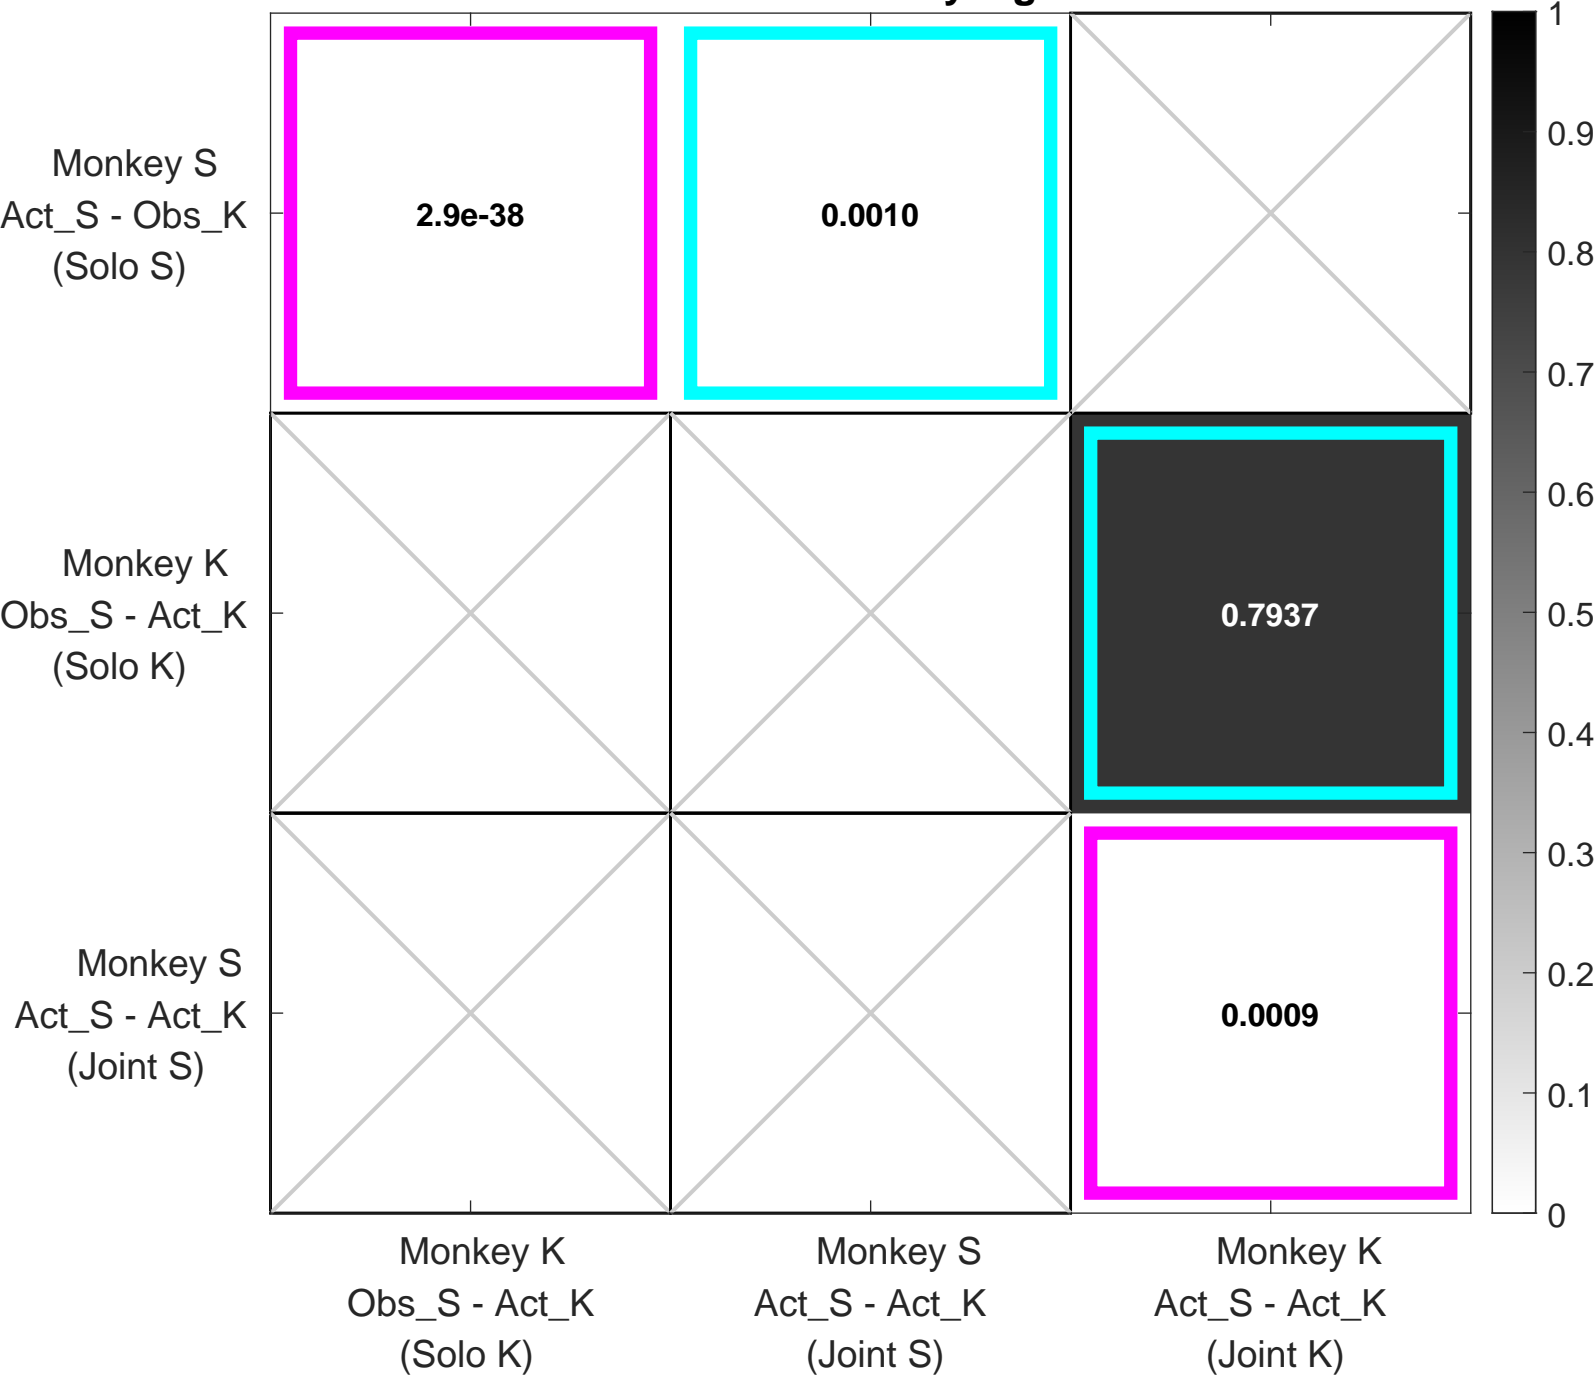 1
0.9
0.8
0.7
0.6
0.5
0.4
0.3
0.2
0.1
0
Monkey S
Act_S - Obs_K
(Solo S)
2.9e-38
0.0010
Monkey K
Obs_S - Act_K
(Solo K)
0.7937
Monkey S
Act_S - Act_K
(Joint S)
0.0009
Monkey K
Obs_S - Act_K
(Solo K)
Monkey S
Act_S - Act_K
(Joint S)
Monkey K
Act_S - Act_K
(Joint K)